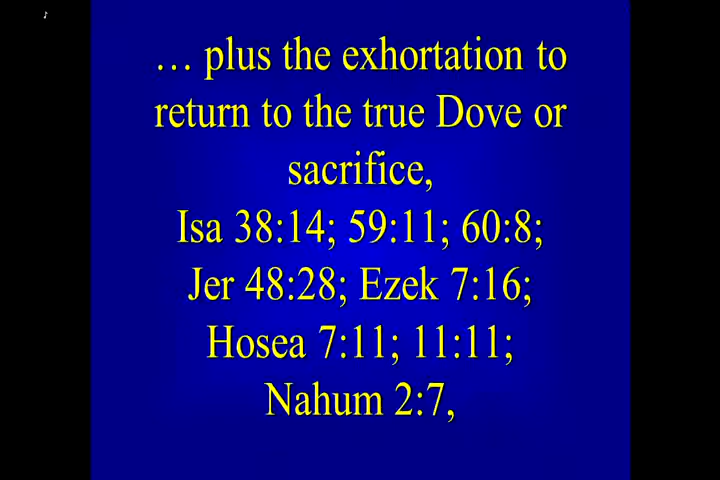 … plus the exhortation to
return to the true Dove or
sacrifice,
Isa 38:14; 59:11; 60:8;
Jer 48:28; Ezek 7:16;
Hosea 7:11; 11:11;
Nahum 2:7,